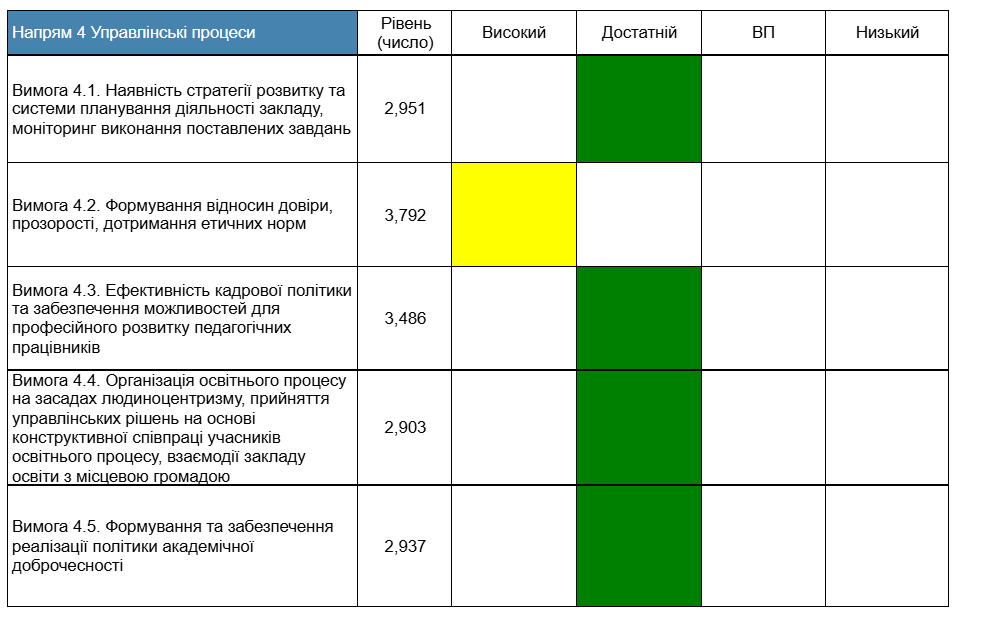 Напрям 4 Управлінські процеси
Рівень
(число)
Високий
Достатній
ВП
Низький
Вимога 4.1. Наявність стратегії розвитку та
системи планування діяльності закладу,
моніторинг виконання поставлених завдань
2,951
Вимога 4.2. Формування відносин довіри,
прозорості, дотримання етичних норм
3,792
Вимога 4.3. Ефективність кадрової політики
та забезпечення можливостей для
професійного розвитку педагогічних
працівників
3,486
Вимога 4.4. Організація освітнього процесу
на засадах людиноцентризму, прийняття
управлінських рішень на основі
конструктивної співпраці учасників
освітнього процесу, взаємодії закладу
освіти з місцевою громадою
2,903
Вимога 4.5. Формування та забезпечення
реалізації політики академічної
доброчесності
2,937